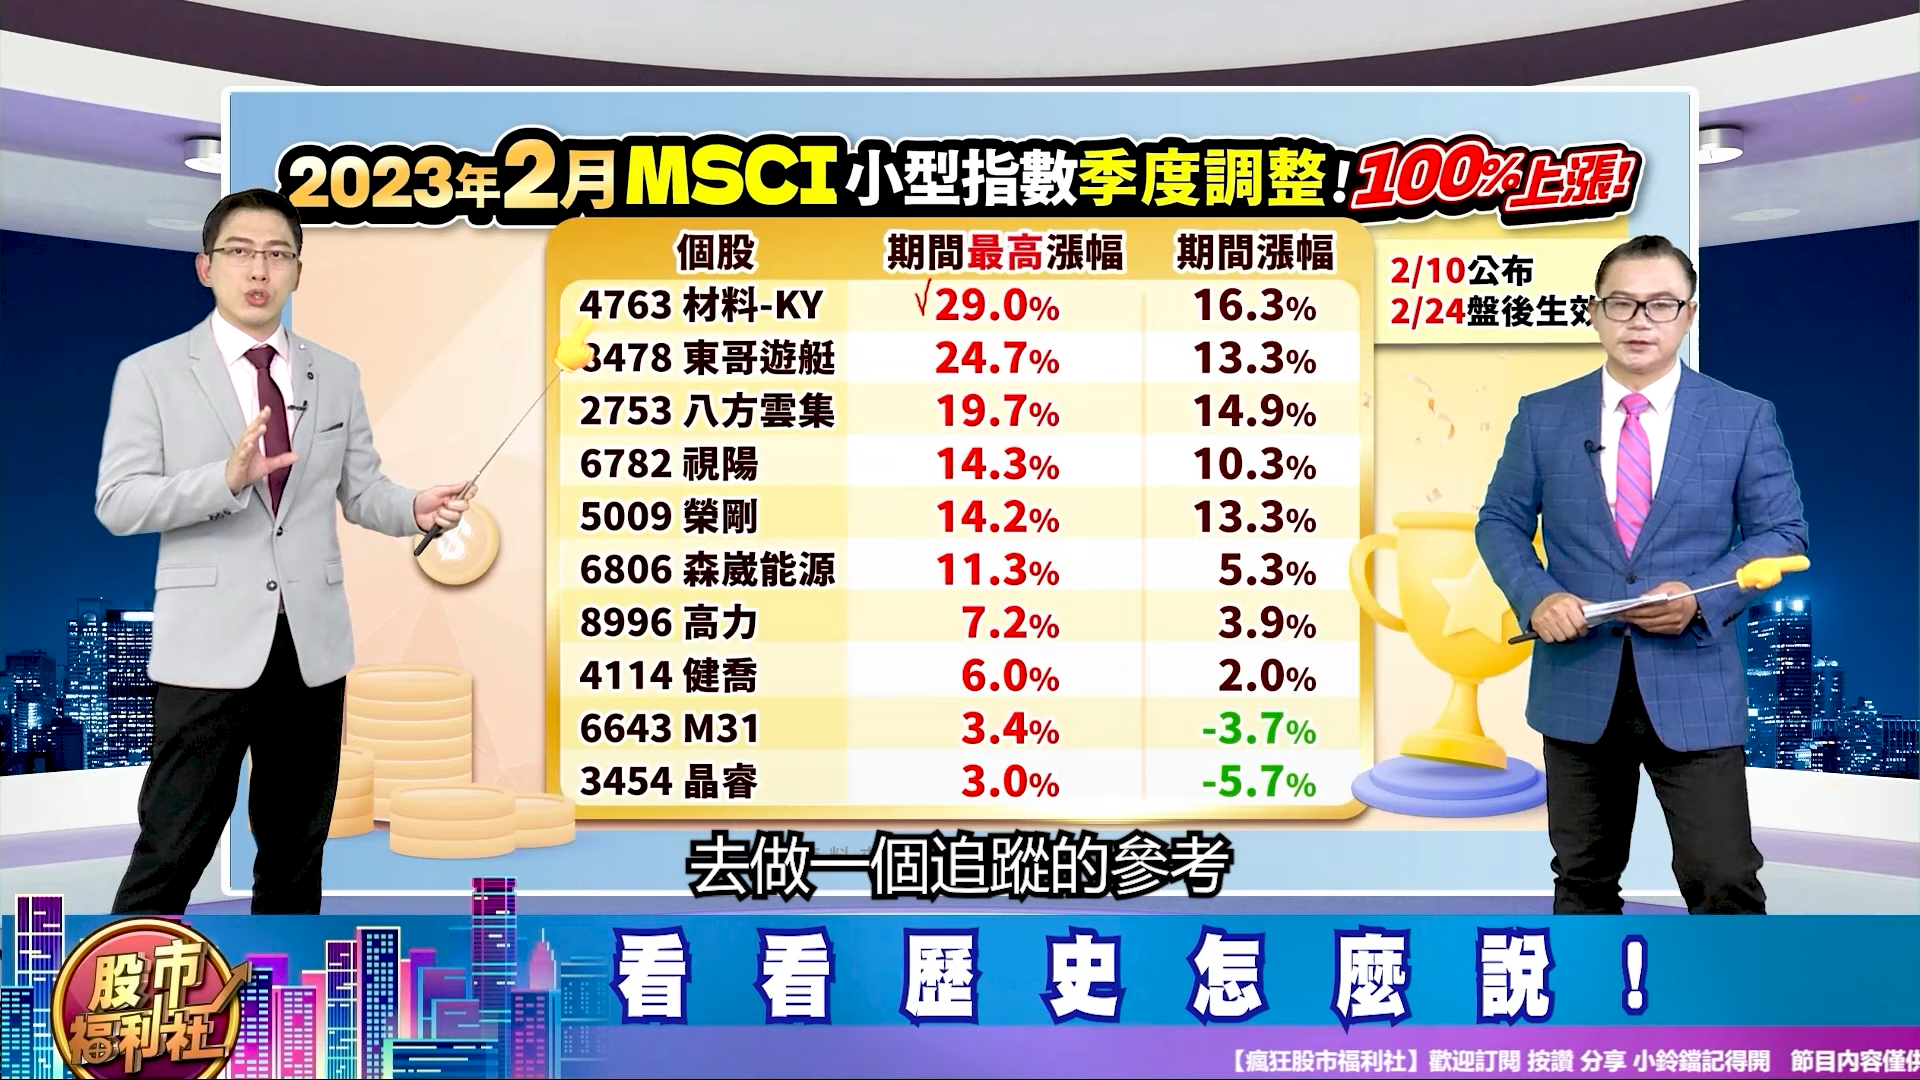 2023年2月MSCI小型指數季度調整!100%上漲!
個股 期間最高漲幅 期間漲幅
4763 材料-KY 29.0% 16.3%
8478 東哥遊艇 24.7% 13.3%
2753 八方雲集 19.7% 14.9%
6782 視陽 14.3% 10.3%
5009 榮剛 14.2% 13.3%
6806 森崴能源 11.3% 5.3%
8996 高力 7.2% 3.9%
4114 健喬 6.0% 2.0%
6643 M31 3.4% -3.7%
3454 晶睿 3.0% -5.7%
2/10公布
2/24盤後生效
去做一個追蹤的參考
看看歷史怎麼說!
股市
福利社
【瘋狂股市福利社】歡迎訂閱 按讚 分享 小鈴鐺記得開 節目內容僅供